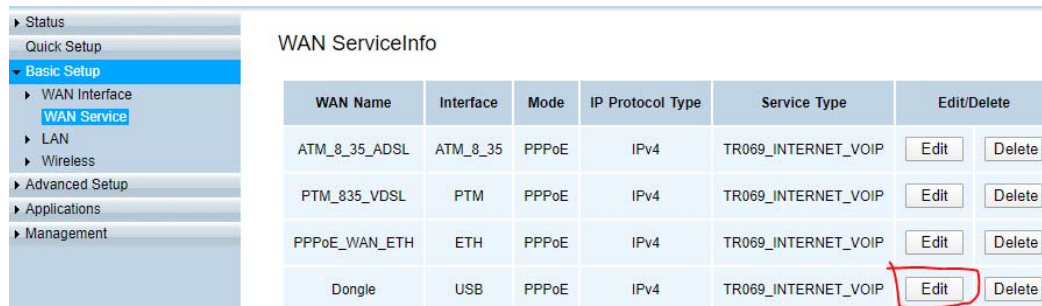 Status
Quick Setup
Basic Setup
WAN Interface
WAN Service
LAN
Wireless
Advanced Setup
Applications
Management
WAN ServiceInfo
WAN Name Interface Mode IP Protocol Type Service Type Edit/Delete
ATM_8_35_ADSL ATM_8_35 PPPoE IPv4 TR069_INTERNET_VOIP Edit Delete
PTM_835_VDSL PTM PPPoE IPv4 TR069_INTERNET_VOIP Edit Delete
PPPoE_WAN_ETH ETH PPPoE IPv4 TR069_INTERNET_VOIP Edit Delete
Dongle USB PPPoE IPv4 TR069_INTERNET_VOIP Edit Delete